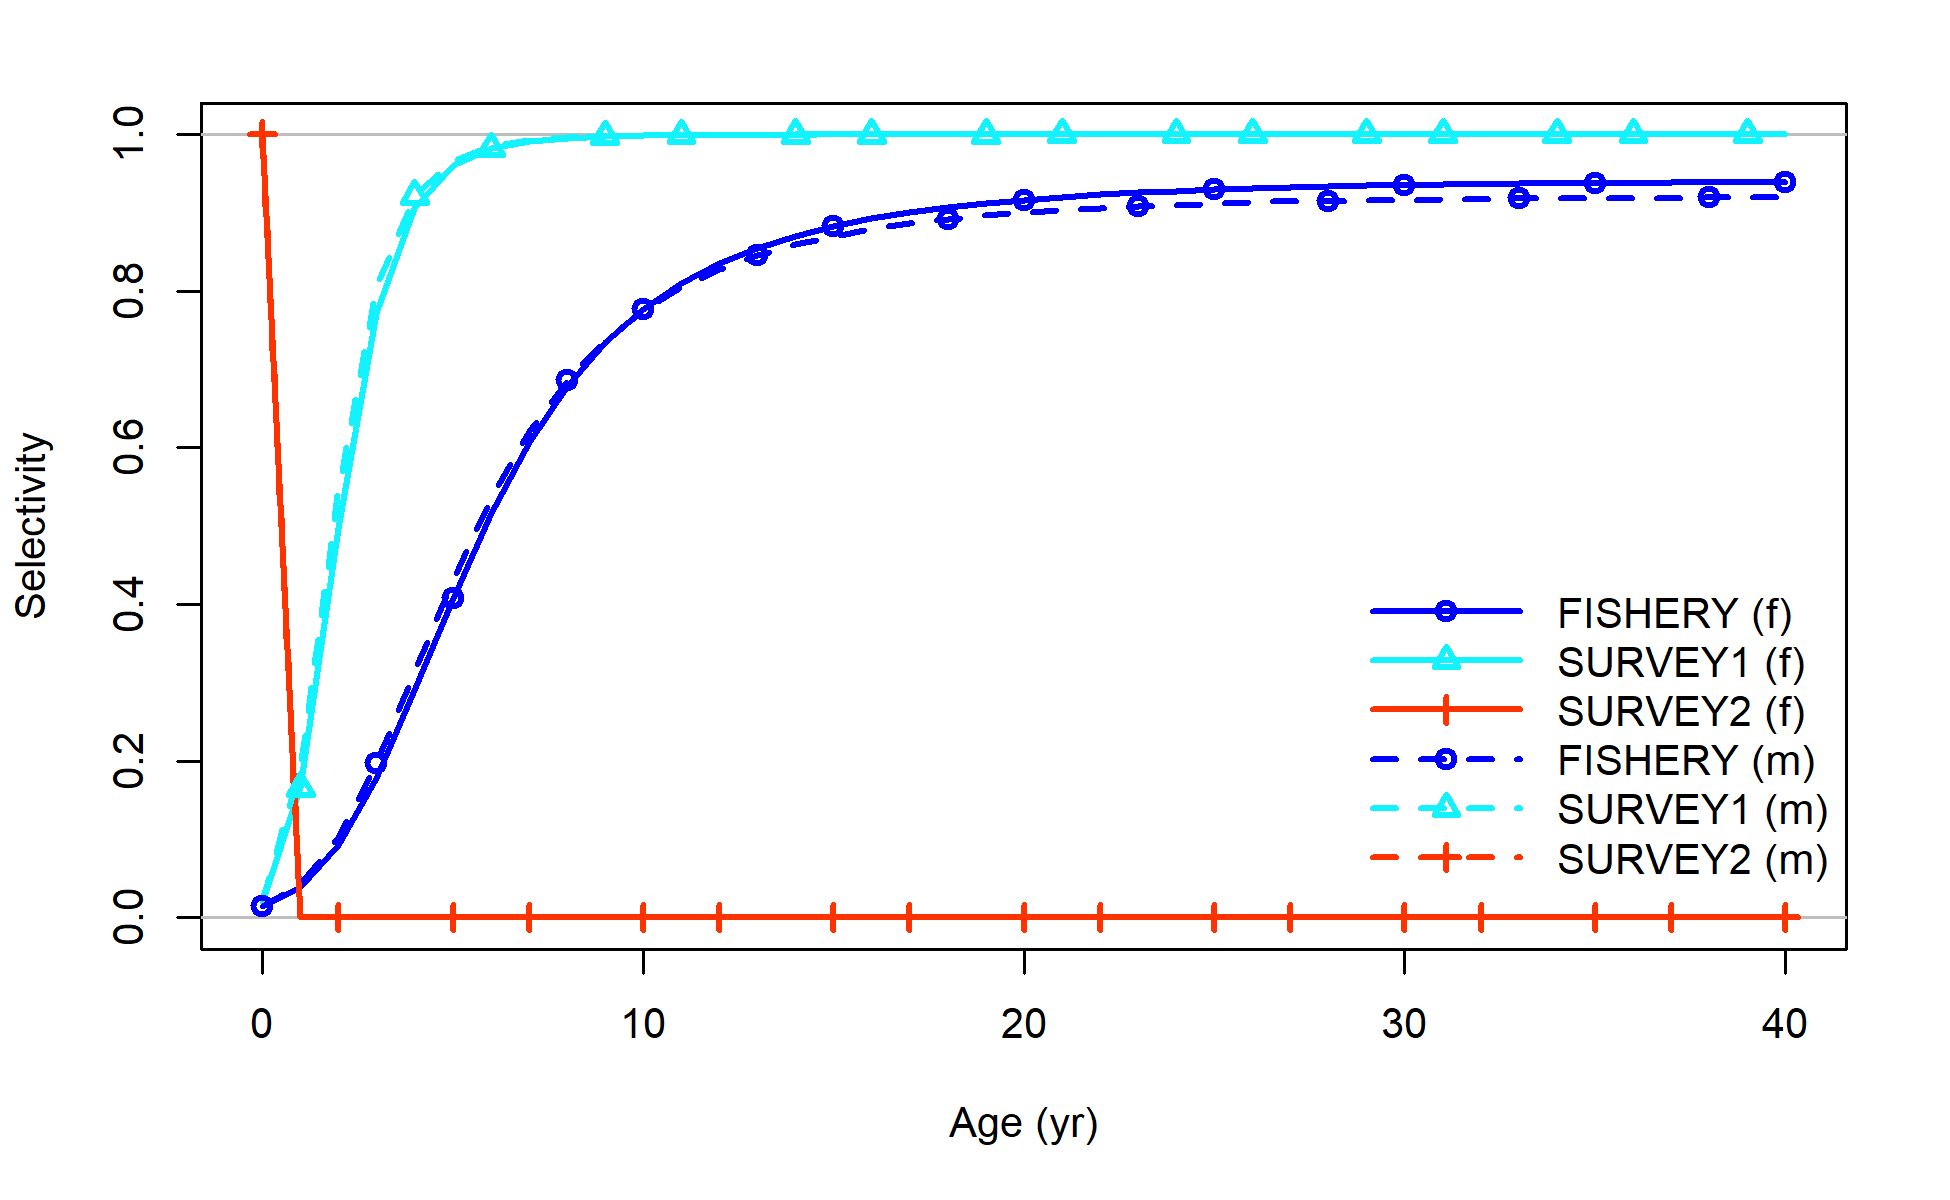 Selectivity
1.0
0.8
0.6
0.4
0.2
0.0
FISHERY (f)
SURVEY1 (f)
SURVEY2 (f)
FISHERY (m)
SURVEY1 (m)
SURVEY2 (m)
0 10 20 30 40
Age (yr)